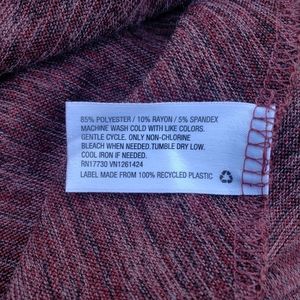 85% POLYESTER / 10% RAYON / 5% SPANDEX
MACHINE WASH COLD WITH LIKE COLORS.
GENTLE CYCLE. ONLY NON-CHLORINE
BLEACH WHEN NEEDED.TUMBLE DRY LOW.
COOL IRON IF NEEDED.
RN17730 VN1261424
LABEL MADE FROM 100% RECYCLED PLASTIC